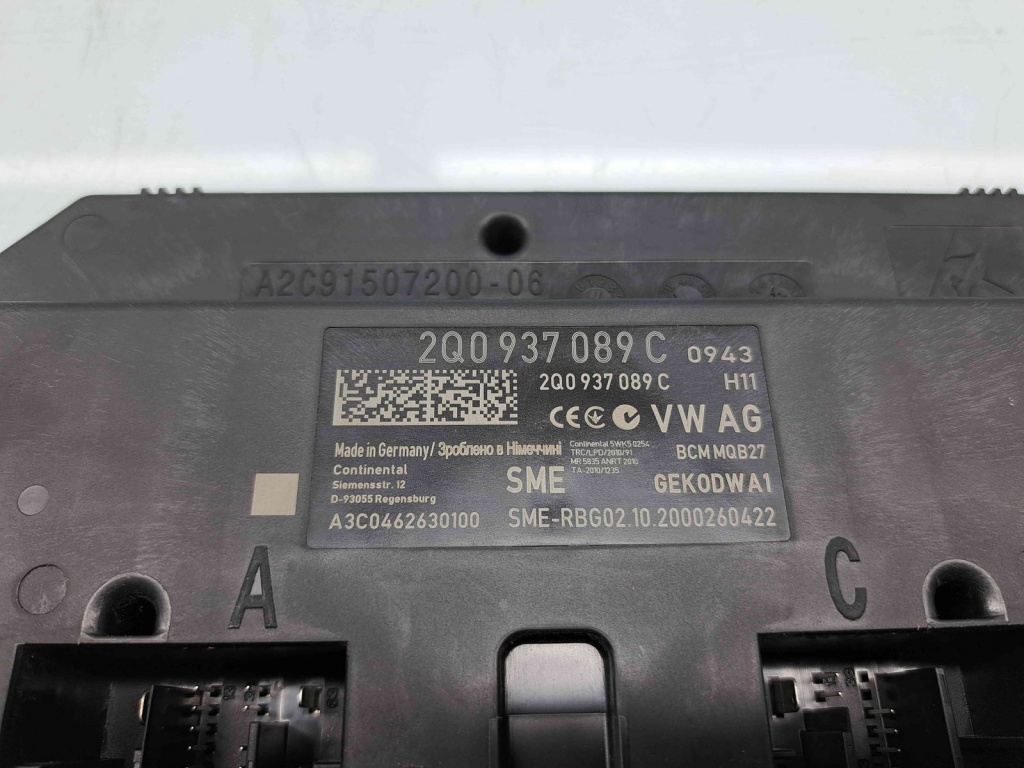 A2C91507200-06
2Q0 937 089 C 0943
2Q0 937 089 C H11
CE VW AG
Made in Germany/ Зроблено в Німеччині
Continental 5WK5 0254
TRC/LPD/2010/91
MR 5835 ANRT 2010
TA-2010/1235
BCM MQB27
Continental
Siemensstr. 12
D-93055 Regensburg
SME GEKODWA1
A3C0462630100 SME-RBG02.10.2000260422
A C